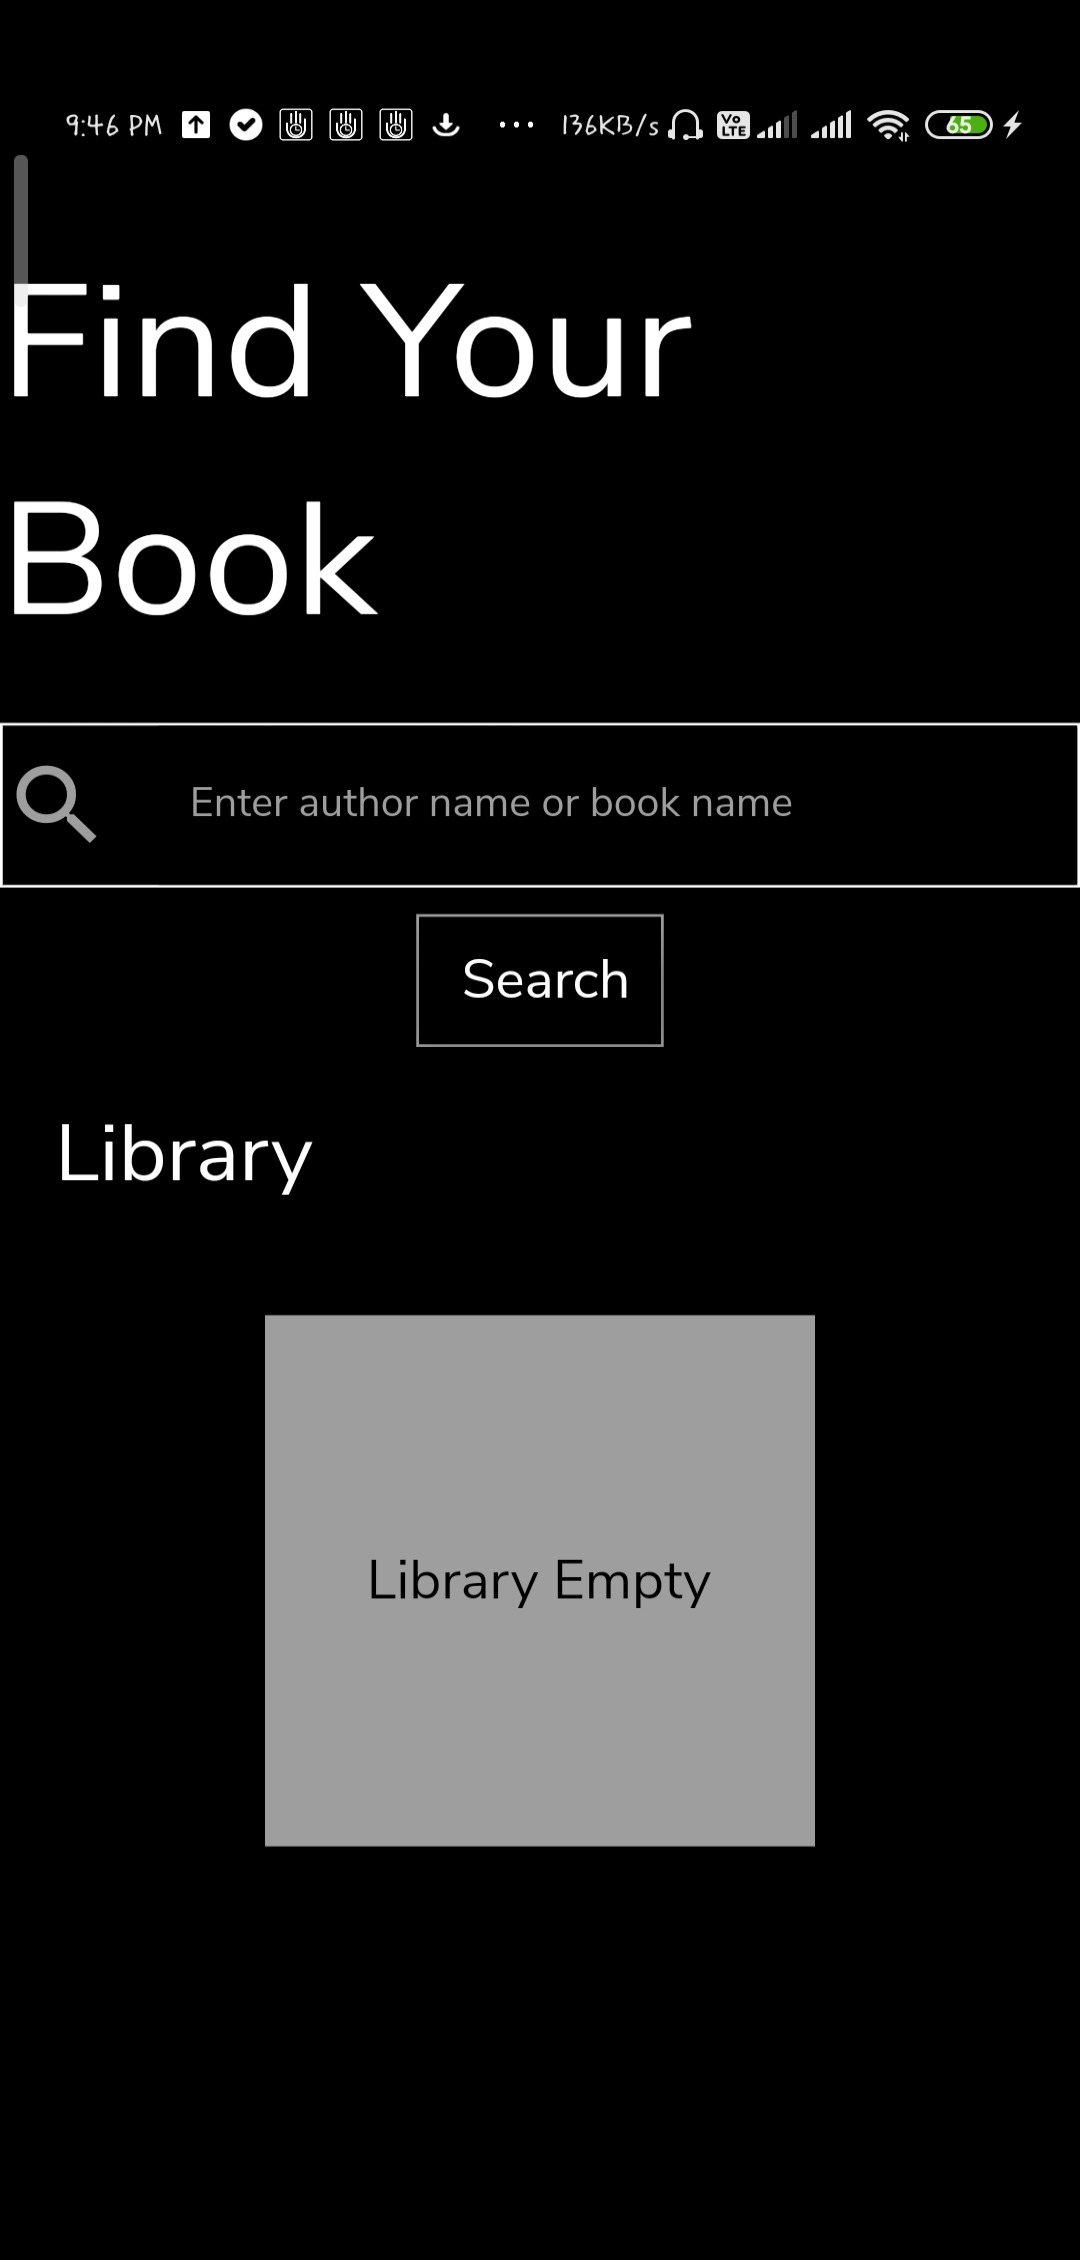 9:46 PM 136KB/s Vo LTE 65
Find Your
Book
Enter author name or book name
Search
Library
Library Empty